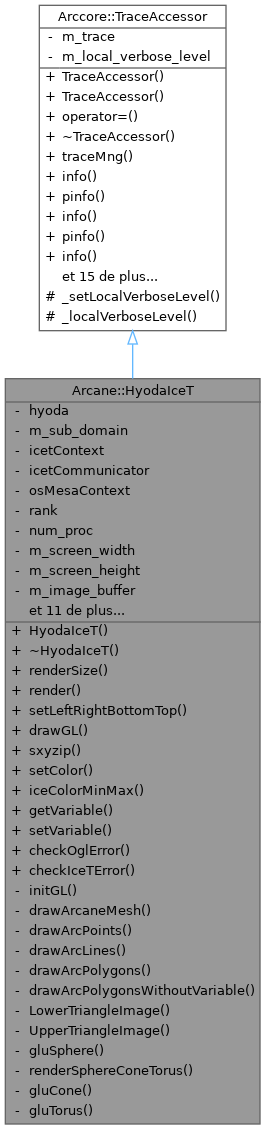 Arccore::TraceAccessor
- m_trace
- m_local_verbose_level
+ TraceAccessor()
+ TraceAccessor()
+ operator=()
+ ~TraceAccessor()
+ traceMng()
+ info()
+ pinfo()
+ info()
+ pinfo()
+ info()
et 15 de plus...
# _setLocalVerboseLevel()
# _localVerboseLevel()
Arcane::HyodaIceT
- hyoda
- m_sub_domain
- icetContext
- icetCommunicator
- osMesaContext
- rank
- num_proc
- m_screen_width
- m_screen_height
- m_image_buffer
et 11 de plus...
+ HyodaIceT()
+ ~HyodaIceT()
+ renderSize()
+ render()
+ setLeftRightBottomTop()
+ drawGL()
+ sxyzip()
+ setColor()
+ iceColorMinMax()
+ getVariable()
+ setVariable()
+ checkOglError()
+ checkIceTError()
- initGL()
- drawArcaneMesh()
- drawArcPoints()
- drawArcLines()
- drawArcPolygons()
- drawArcPolygonsWithoutVariable()
- LowerTriangleImage()
- UpperTriangleImage()
- gluSphere()
- renderSphereConeTorus()
- gluCone()
- gluTorus()